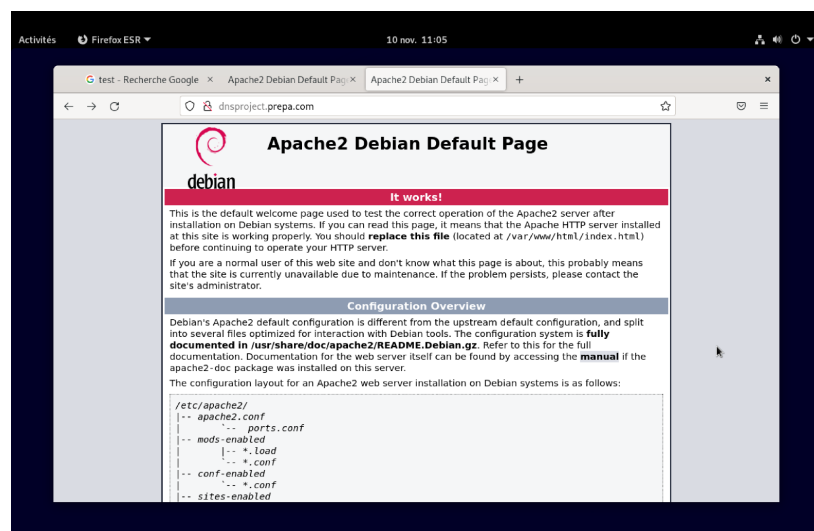 Activités Firefox ESR 10 nov. 11:05
test - Recherche Google × Apache2 Debian Default Pag × Apache2 Debian Default Pag × + ×
dnsproject.prepa.com
debian
Apache2 Debian Default Page
It works!
This is the default welcome page used to test the correct operation of the Apache2 server after
installation on Debian systems. If you can read this page, it means that the Apache HTTP server installed
at this site is working properly. You should replace this file (located at /var/www/html/index.html)
before continuing to operate your HTTP server.
If you are a normal user of this web site and don't know what this page is about, this probably means
that the site is currently unavailable due to maintenance. If the problem persists, please contact the
site's administrator.
Configuration Overview
Debian's Apache2 default configuration is different from the upstream default configuration, and split
into several files optimized for interaction with Debian tools. The configuration system is fully
documented in /usr/share/doc/apache2/README.Debian.gz. Refer to this for the full
documentation. Documentation for the web server itself can be found by accessing the manual if the
apache2-doc package was installed on this server.
The configuration layout for an Apache2 web server installation on Debian systems is as follows:
/etc/apache2/
|-- apache2.conf
|       `--  ports.conf
|-- mods-enabled
|       |-- *.load
|       `-- *.conf
|-- conf-enabled
|       `-- *.conf
|-- sites-enabled